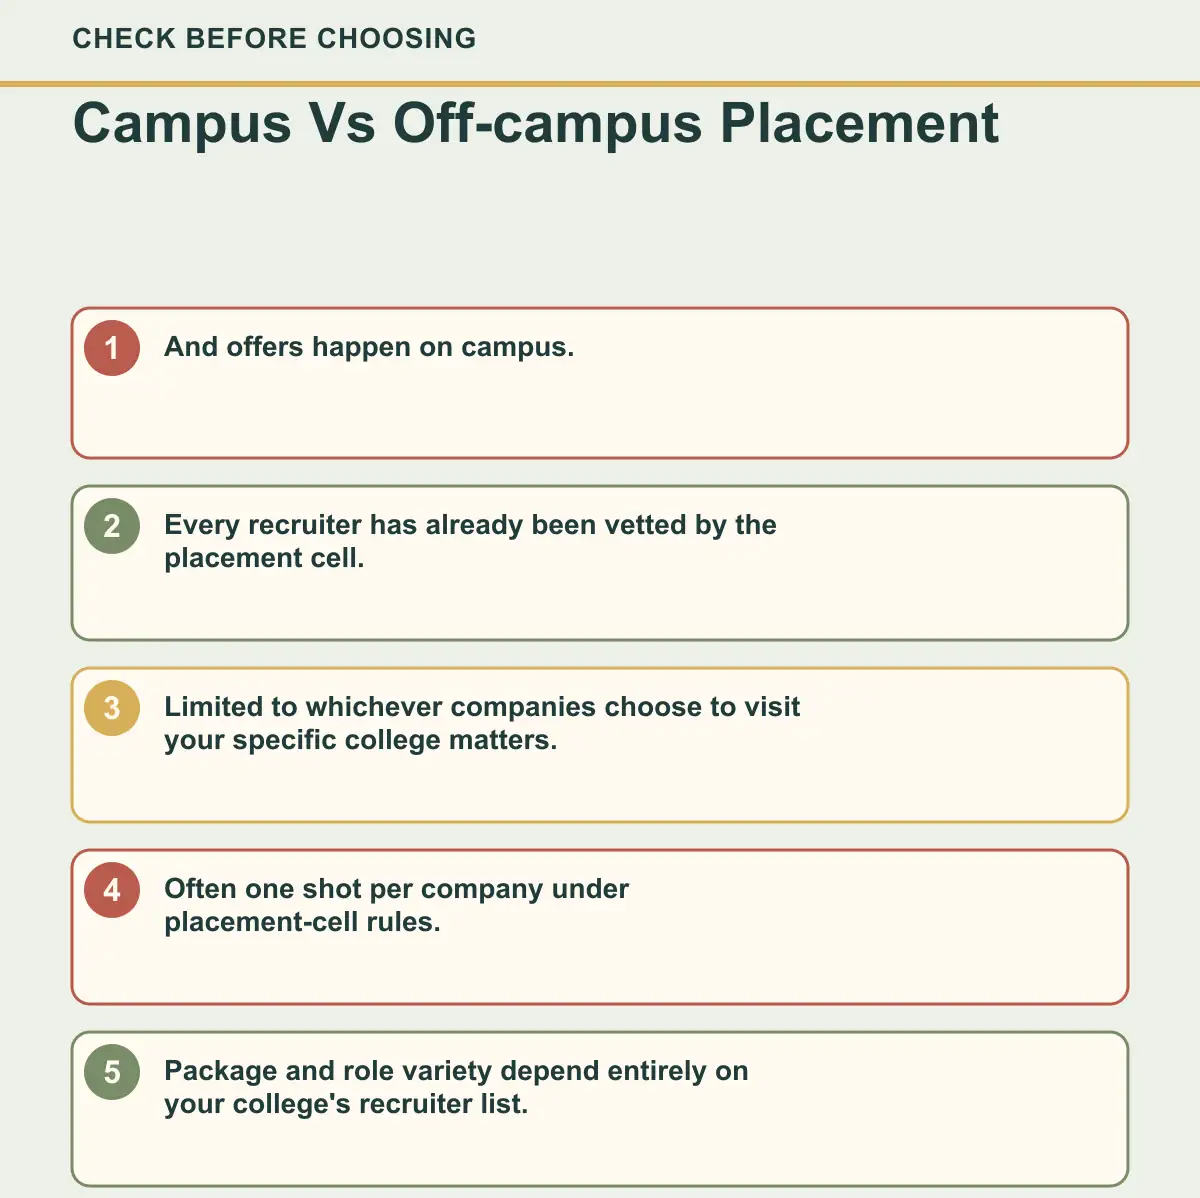 CHECK BEFORE CHOOSING
Campus Vs Off-campus Placement
1
And offers happen on campus.
2
Every recruiter has already been vetted by the
placement cell.
3
Limited to whichever companies choose to visit
your specific college matters.
4
Often one shot per company under
placement-cell rules.
5
Package and role variety depend entirely on
your college's recruiter list.